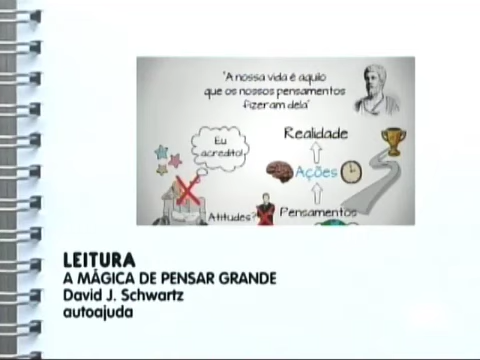 "A nossa vida é aquilo
que os nossos pensamentos
fizeram dela"
Realidade
Eu
acredito!
Ações
Atitudes?
Pensamentos
LEITURA
A MÁGICA DE PENSAR GRANDE
David J. Schwartz
autoajuda